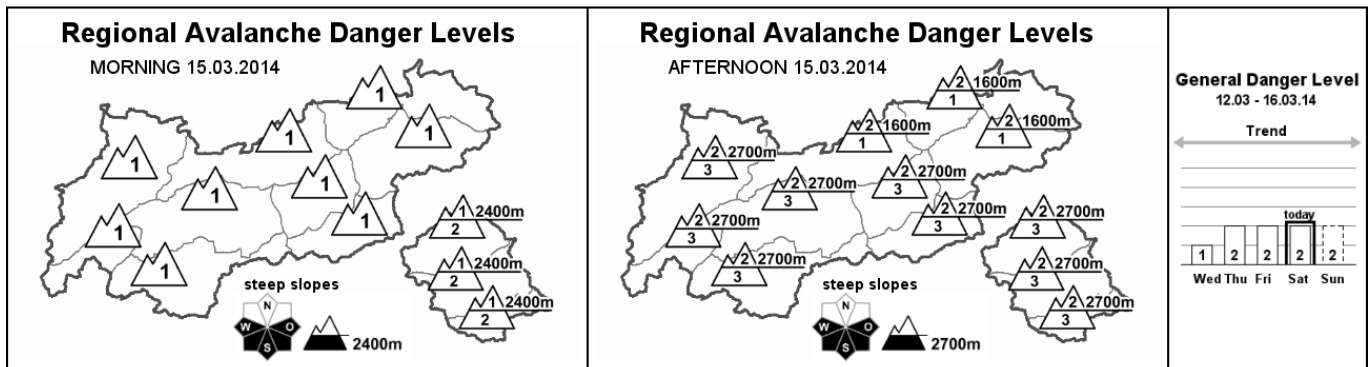 Regional Avalanche Danger Levels
MORNING 15.03.2014
1
1
1
1
1
1
1
1
1
1 2400m
2
1 2400m
2
1 2400m
2
steep slopes
N
W O
S
2400m
Regional Avalanche Danger Levels
AFTERNOON 15.03.2014
2 1600m
1
2 1600m
1
2 1600m
1
2 2700m
3
2 2700m
3
2 2700m
3
2 2700m
3
2 2700m
3
2 2700m
3
2 2700m
3
2 2700m
3
2 2700m
3
steep slopes
N
W O
S
2700m
General Danger Level
12.03 - 16.03.14
Trend
today
1 2 2 2 2
Wed Thu Fri Sat Sun